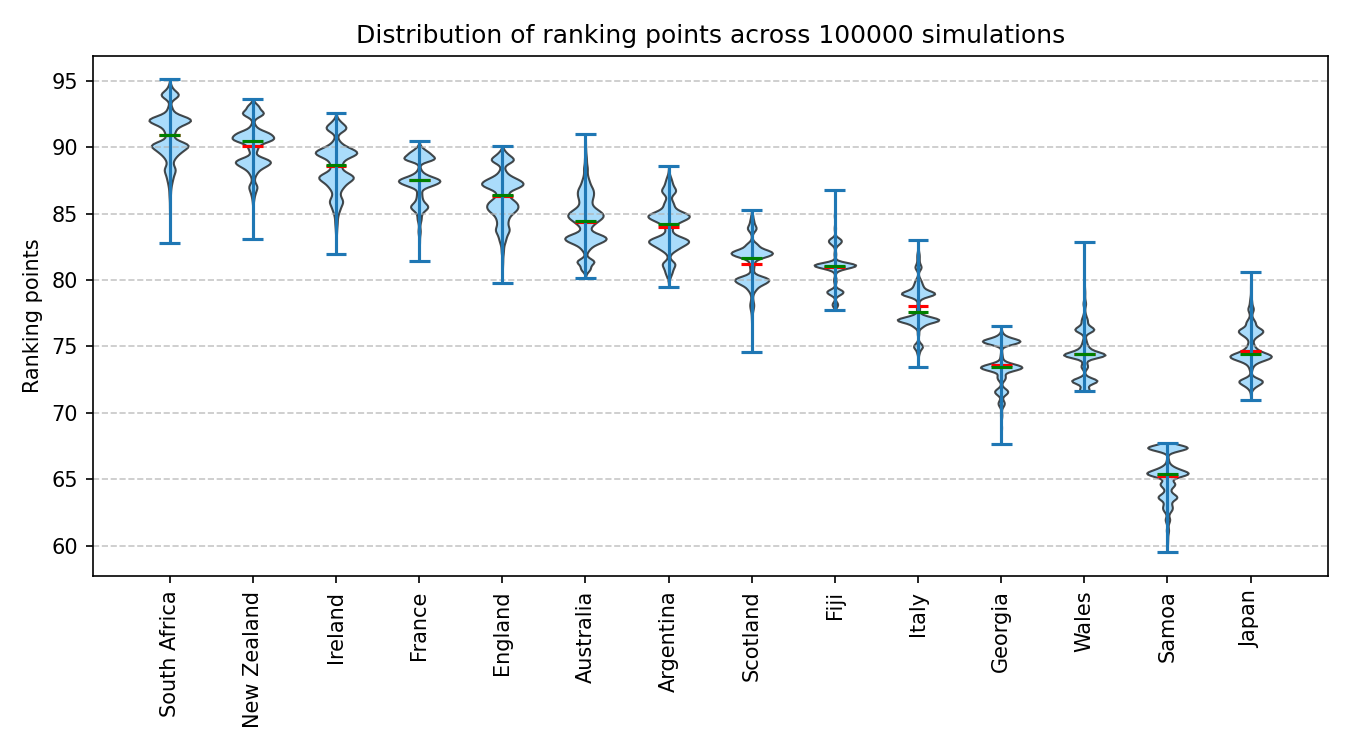 Distribution of ranking points across 100000 simulations
Ranking points
95
90
85
80
75
70
65
60
South Africa
New Zealand
Ireland
France
England
Australia
Argentina
Scotland
Fiji
Italy
Georgia
Wales
Samoa
Japan